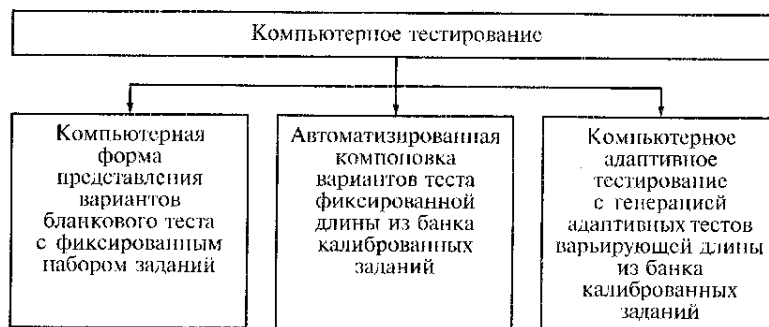 Компьютерное тестирование
Компьютерная
форма
представления
вариантов
бланкового теста
с фиксированным
набором заданий
Автоматизированная
компоновка
вариантов теста
фиксированной
длины из банка
калиброванных
заданий
Компьютерное
адаптивное
тестирование
с генерацией
адаптивных тестов
варьирующей длины
из банка
калиброванных
заданий